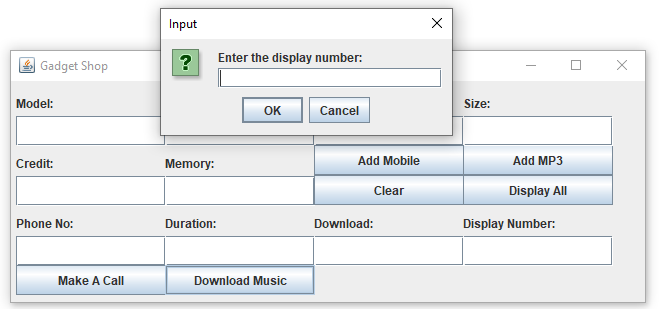 Input
Enter the display number:
?
OK Cancel
Gadget Shop
Model: Size:
Add Mobile Add MP3
Credit: Memory:
Clear Display All
Phone No: Duration: Download: Display Number:
Make A Call Download Music